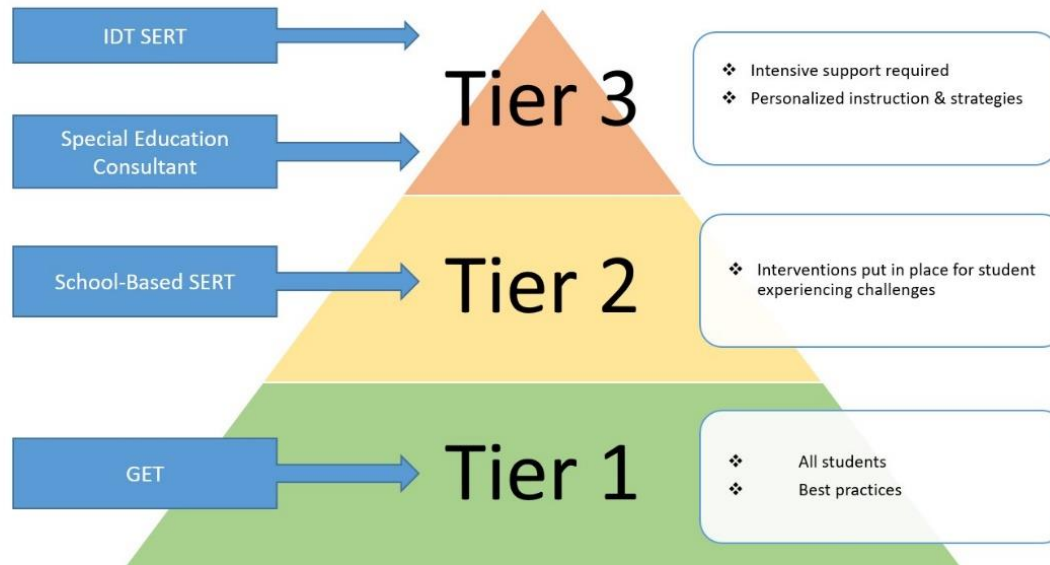 IDT SERT
Tier 3
❖ Intensive support required
❖ Personalized instruction & strategies
Special Education
Consultant
School-Based SERT
Tier 2
❖ Interventions put in place for student
experiencing challenges
GET
Tier 1
❖ All students
❖ Best practices